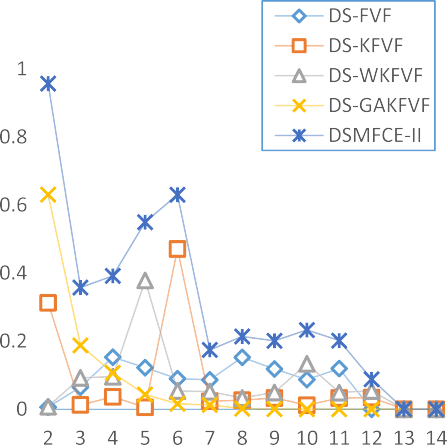 DS-FVF
DS-KFVF
DS-WKFVF
DS-GAKFVF
DSMFCE-II
1
0.8
0.6
0.4
0.2
0
2 3 4 5 6 7 8 9 10 11 12 13 14